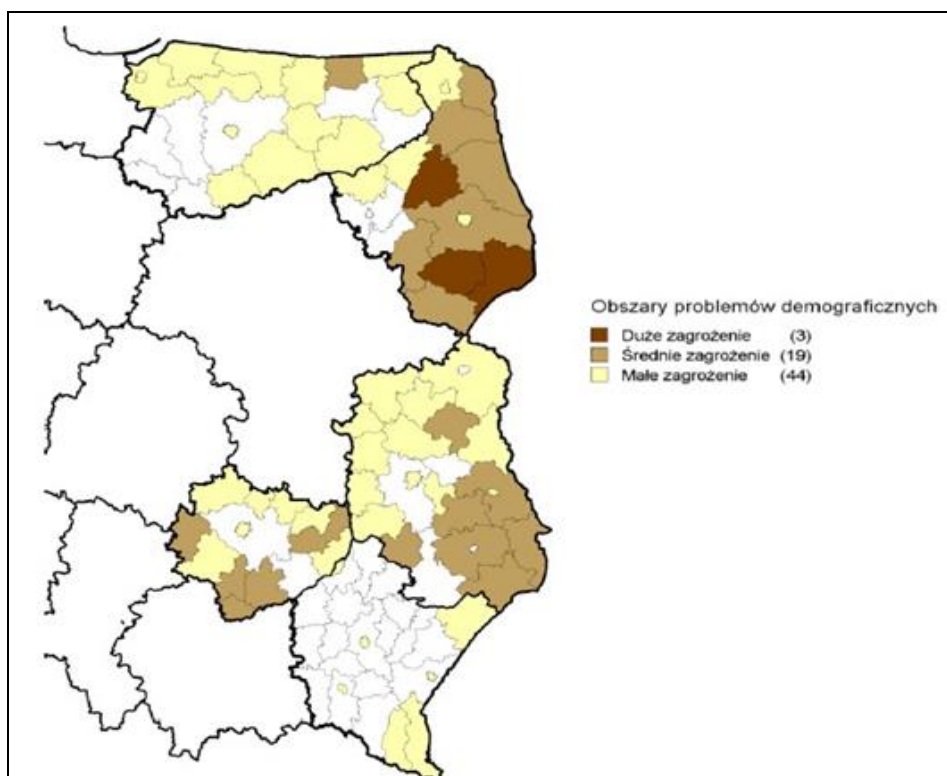 Obszary problemów demograficznych
Duże zagrożenie (3)
Średnie zagrożenie (19)
Małe zagrożenie (44)